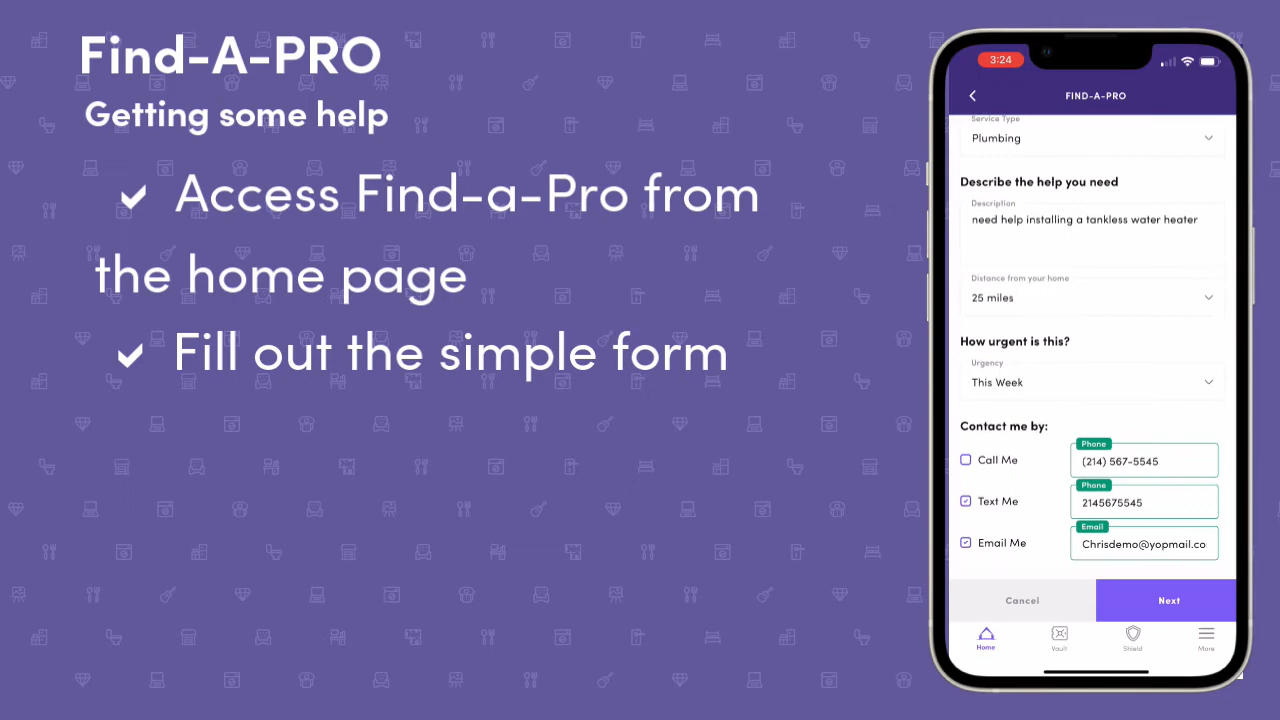 Find-A-PRO
Getting some help
Access Find-a-Pro from
the home page
Fill out the simple form
3:24
FIND-A-PRO
Service Type
Plumbing
Describe the help you need
Description
need help installing a tankless water heater
Distance from your home
25 miles
How urgent is this?
Urgency
This Week
Contact me by:
Call Me
Phone
(214) 567-5545
Text Me
Phone
2145675545
Email Me
Email
Chrisdemo@yopmail.co
Cancel
Next
Home
Vault
Shield
More